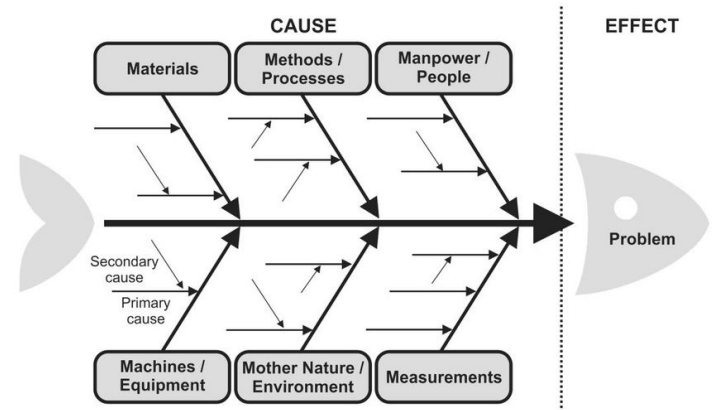 CAUSE
EFFECT
Materials
Methods /
Processes
Manpower /
People
Problem
Secondary
cause
Primary
cause
Machines /
Equipment
Mother Nature /
Environment
Measurements